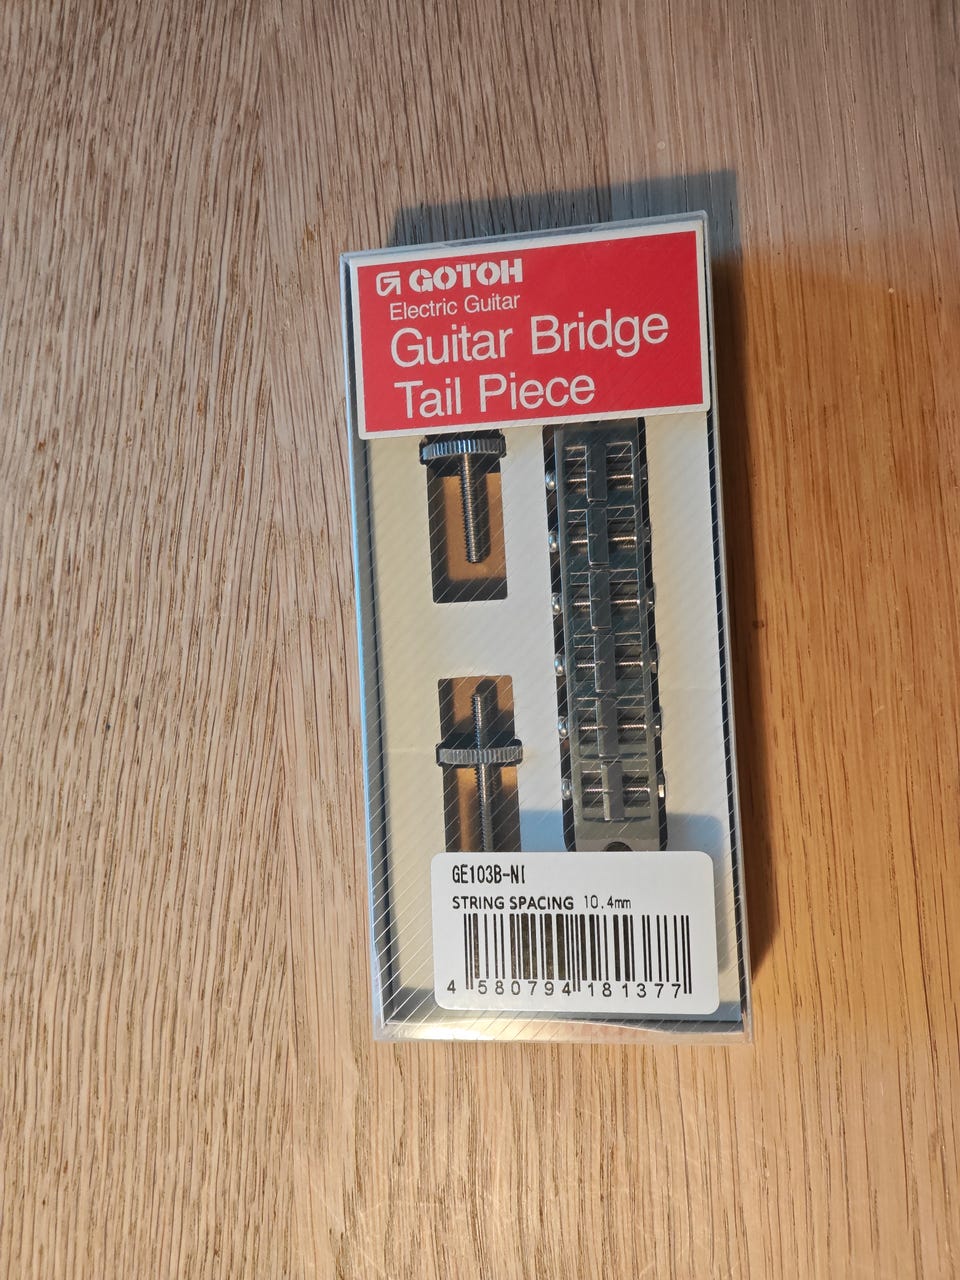 GOTOH
Electric Guitar
Guitar Bridge
Tail Piece
GE103B-NI
STRING SPACING 10.4mm
4 580794 181377